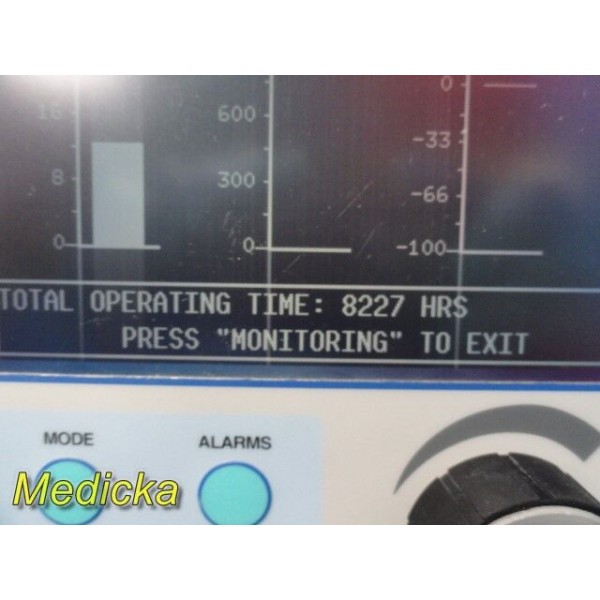 16 600 0
-33
8 300 -66
0 0 -100
TOTAL OPERATING TIME: 8227 HRS
PRESS "MONITORING" TO EXIT
MODE ALARMS
Medicka